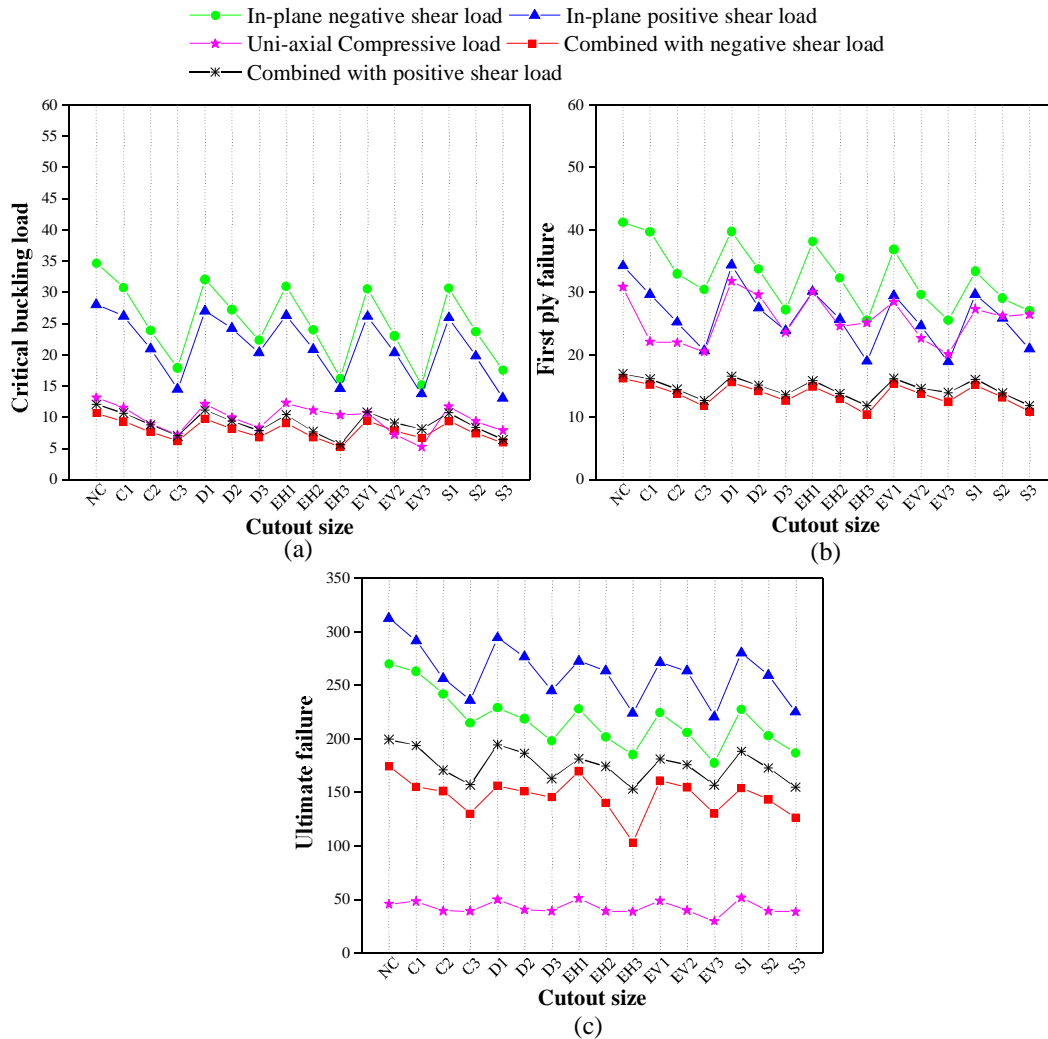 In-plane negative shear load In-plane positive shear load
Uni-axial Compressive load Combined with negative shear load
Combined with positive shear load
Critical buckling load
60
55
50
45
40
35
30
25
20
15
10
5
0
NC C1 C2 C3 D1 D2 D3 EH1 EH2 EH3 EV1 EV2 EV3 S1 S2 S3
Cutout size
(a)
First ply failure
60
50
40
30
20
10
0
NC C1 C2 C3 D1 D2 D3 EH1 EH2 EH3 EV1 EV2 EV3 S1 S2 S3
Cutout size
(b)
Ultimate failure
350
300
250
200
150
100
50
0
NC C1 C2 C3 D1 D2 D3 EH1 EH2 EH3 EV1 EV2 EV3 S1 S2 S3
Cutout size
(c)